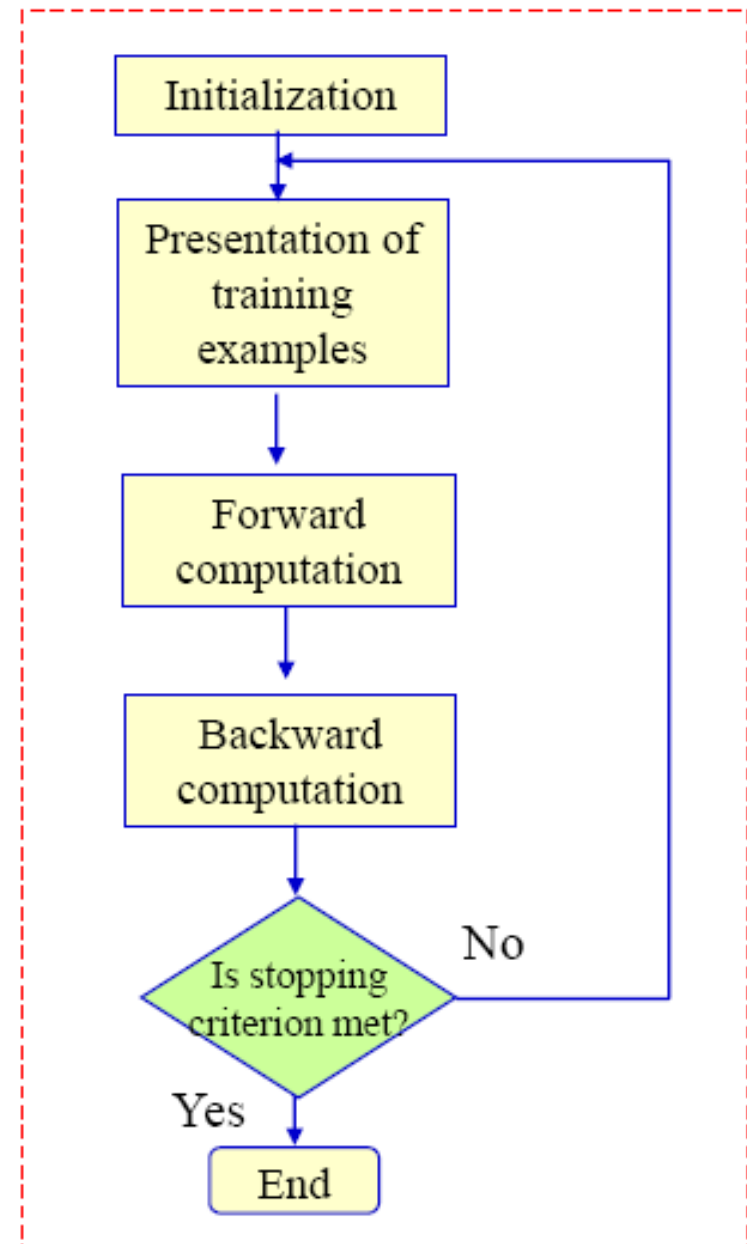 Initialization
Presentation of
training
examples
Forward
computation
Backward
computation
Is stopping
criterion met?
No
Yes
End